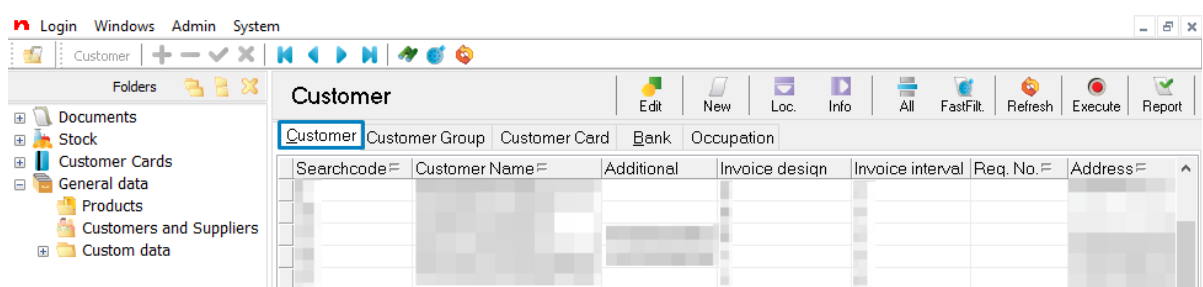 Login Windows Admin System
Customer
Folders
Customer
Edit New Loc. Info All FastFilt. Refresh Execute Report
Documents
Stock
Customer Cards
General data
Products
Customers and Suppliers
Custom data
Customer Customer Group Customer Card Bank Occupation
Searchcode Customer Name Additional Invoice design Invoice interval Req. No. Address